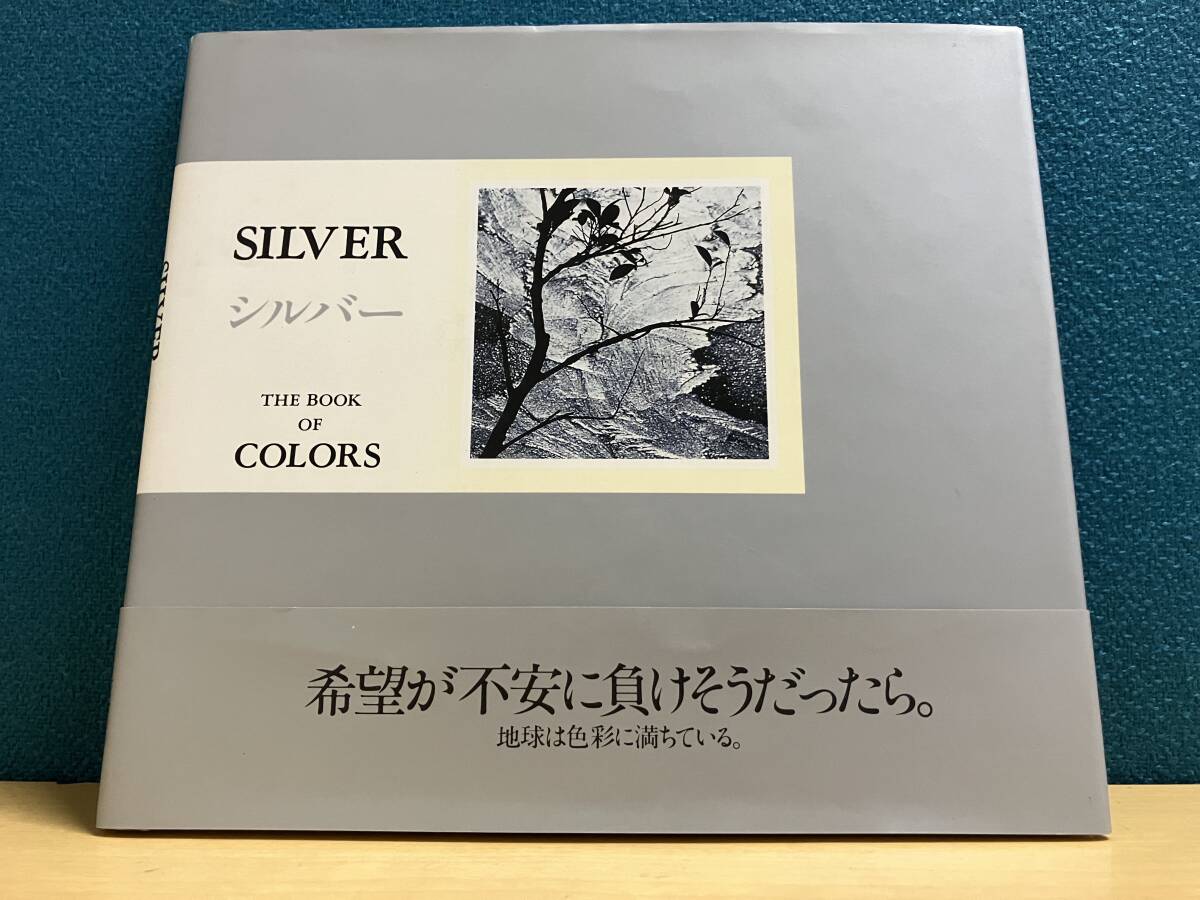 SILVER
シルバー
THE BOOK
OF
COLORS
SILVER
希望が不安に負けそうだったら。
地球は色彩に満ちている。